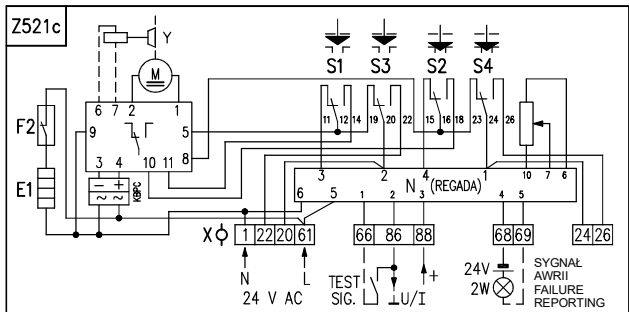 Z521c
Y
S1 S3 S2 S4
M
6 7 2 1
F2
9 5
11 12 14 19 20 22 15 16 18 23 24 26
8
3 4 10 11
E1
− +
~ ~
KBPC
3 2 4 1 10 7 6
N (REGADA)
6 5 1 2 3 4 5
X 1 22 20 61 66 86 88 68 69 24 26
N L
24 V AC
TEST
SIG.
⊥U/I +
24V
2W
SYGNAŁ
AWRII
FAILURE
REPORTING